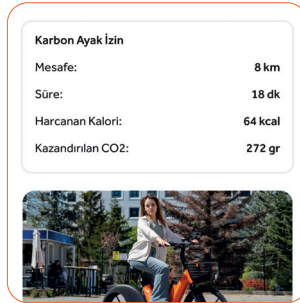 Karbon Ayak İzin
Mesafe: 8 km
Süre: 18 dk
Harcanan Kalori: 64 kcal
Kazandırılan CO2: 272 gr